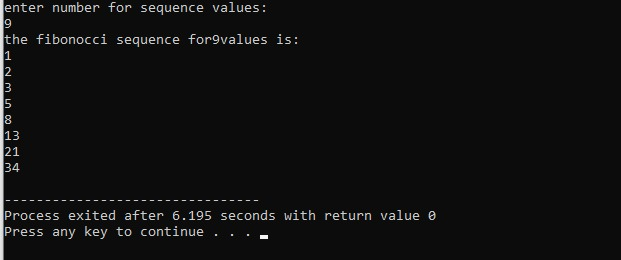 enter number for sequence values:
9
the fibonocci sequence for9values is:
1
2
3
5
8
13
21
34
--------------------------------
Process exited after 6.195 seconds with return value 0
Press any key to continue . . .